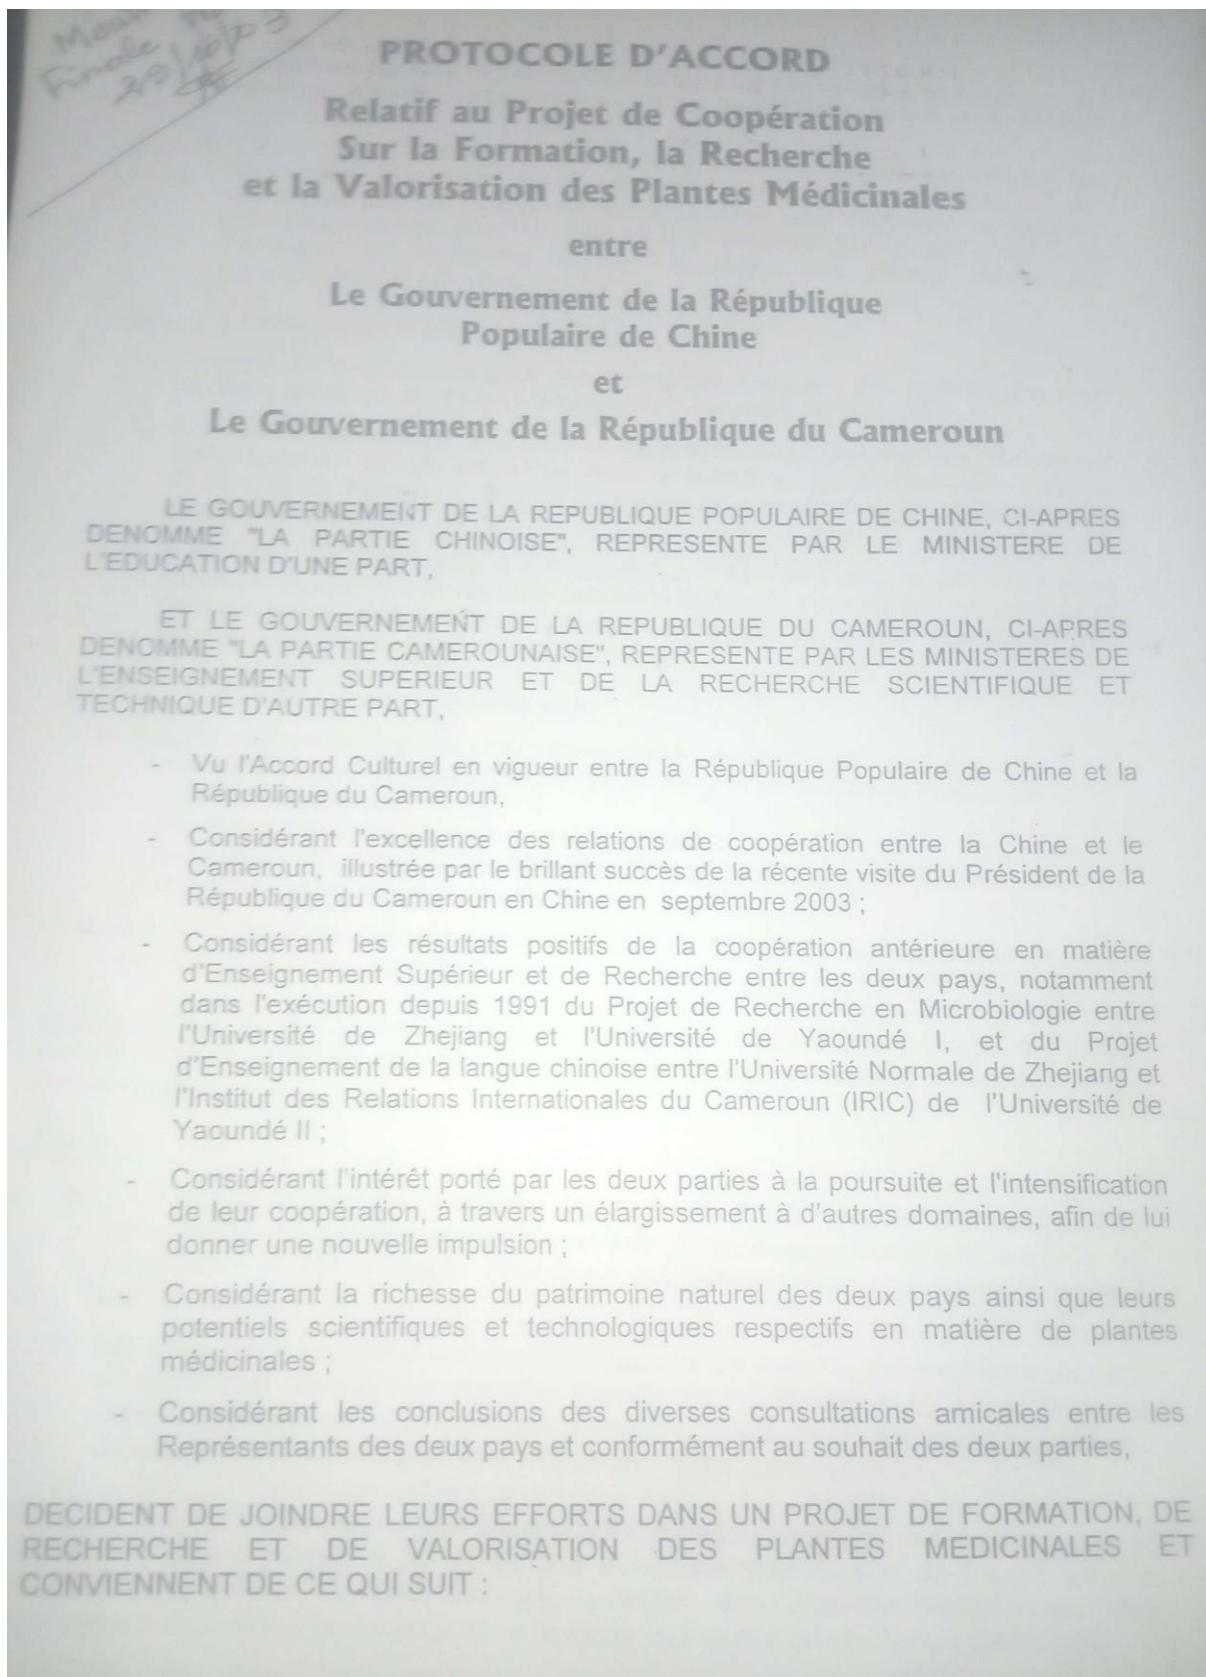 Finale
29/10/03
PROTOCOLE D'ACCORD
Relatif au Projet de Coopération
Sur la Formation, la Recherche
et la Valorisation des Plantes Médicinales
entre
Le Gouvernement de la République
Populaire de Chine
et
Le Gouvernement de la République du Cameroun
LE GOUVERNEMENT DE LA REPUBLIQUE POPULAIRE DE CHINE, CI-APRES
DENOMME "LA PARTIE CHINOISE", REPRESENTE PAR LE MINISTERE DE
L'EDUCATION D'UNE PART,
ET LE GOUVERNEMENT DE LA REPUBLIQUE DU CAMEROUN, CI-APRES
DENOMME "LA PARTIE CAMEROUNAISE", REPRESENTE PAR LES MINISTERES DE
L'ENSEIGNEMENT SUPERIEUR ET DE LA RECHERCHE SCIENTIFIQUE ET
TECHNIQUE D'AUTRE PART,
- Vu l'Accord Culturel en vigueur entre la République Populaire de Chine et la
République du Cameroun,
- Considérant l'excellence des relations de coopération entre la Chine et le
Cameroun, illustrée par le brillant succès de la récente visite du Président de la
République du Cameroun en Chine en septembre 2003 ;
- Considérant les résultats positifs de la coopération antérieure en matière
d'Enseignement Supérieur et de Recherche entre les deux pays, notamment
dans l'exécution depuis 1991 du Projet de Recherche en Microbiologie entre
l'Université de Zhejiang et l'Université de Yaoundé I, et du Projet
d'Enseignement de la langue chinoise entre l'Université Normale de Zhejiang et
l'Institut des Relations Internationales du Cameroun (IRIC) de l'Université de
Yaoundé II ;
- Considérant l'intérêt porté par les deux parties à la poursuite et l'intensification
de leur coopération, à travers un élargissement à d'autres domaines, afin de lui
donner une nouvelle impulsion ;
- Considérant la richesse du patrimoine naturel des deux pays ainsi que leurs
potentiels scientifiques et technologiques respectifs en matière de plantes
médicinales ;
- Considérant les conclusions des diverses consultations amicales entre les
Représentants des deux pays et conformément au souhait des deux parties,
DECIDENT DE JOINDRE LEURS EFFORTS DANS UN PROJET DE FORMATION, DE
RECHERCHE ET DE VALORISATION DES PLANTES MEDICINALES ET
CONVIENNENT DE CE QUI SUIT :